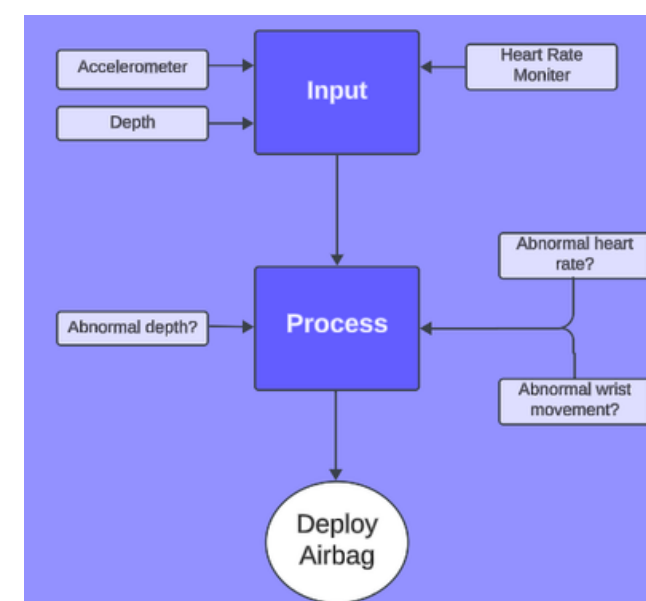 Accelerometer
Input
Heart Rate
Moniter
Depth
Abnormal heart
rate?
Abnormal depth?
Process
Abnormal wrist
movement?
Deploy
Airbag